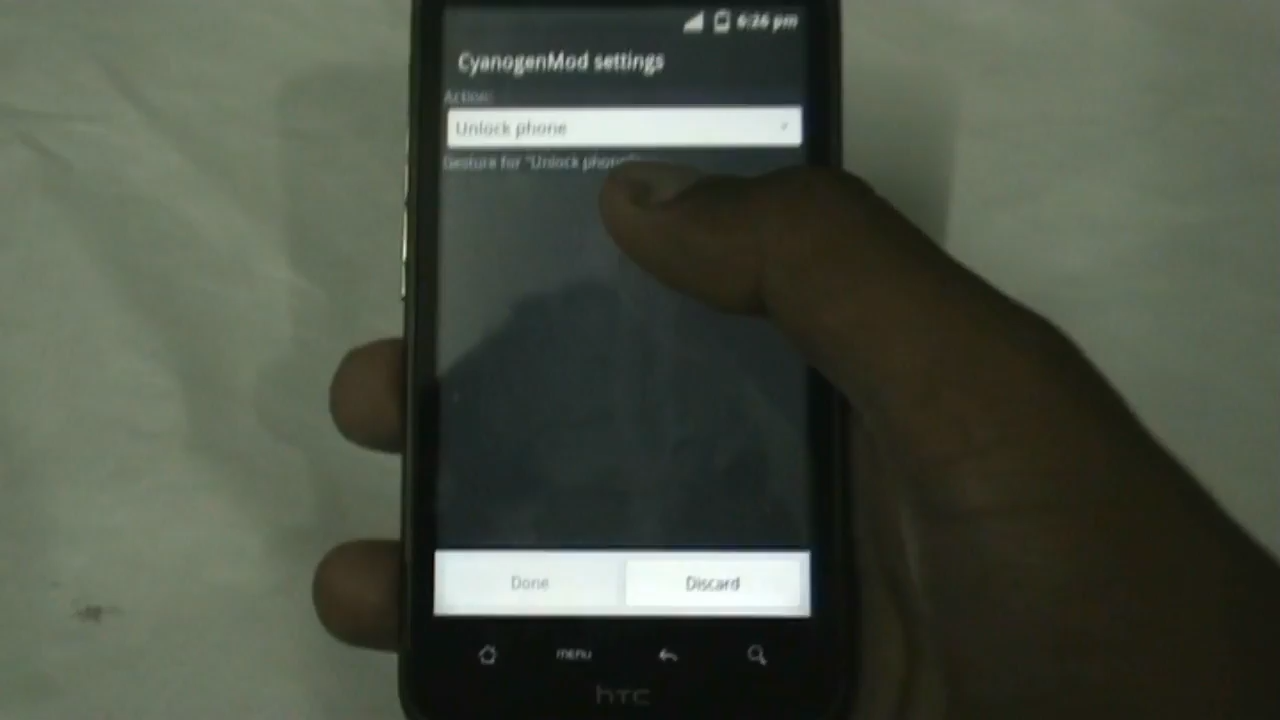 6:26 pm
CyanogenMod settings
Action:
Unlock phone
Gesture for "Unlock phone"
Done
Discard
menu
htc